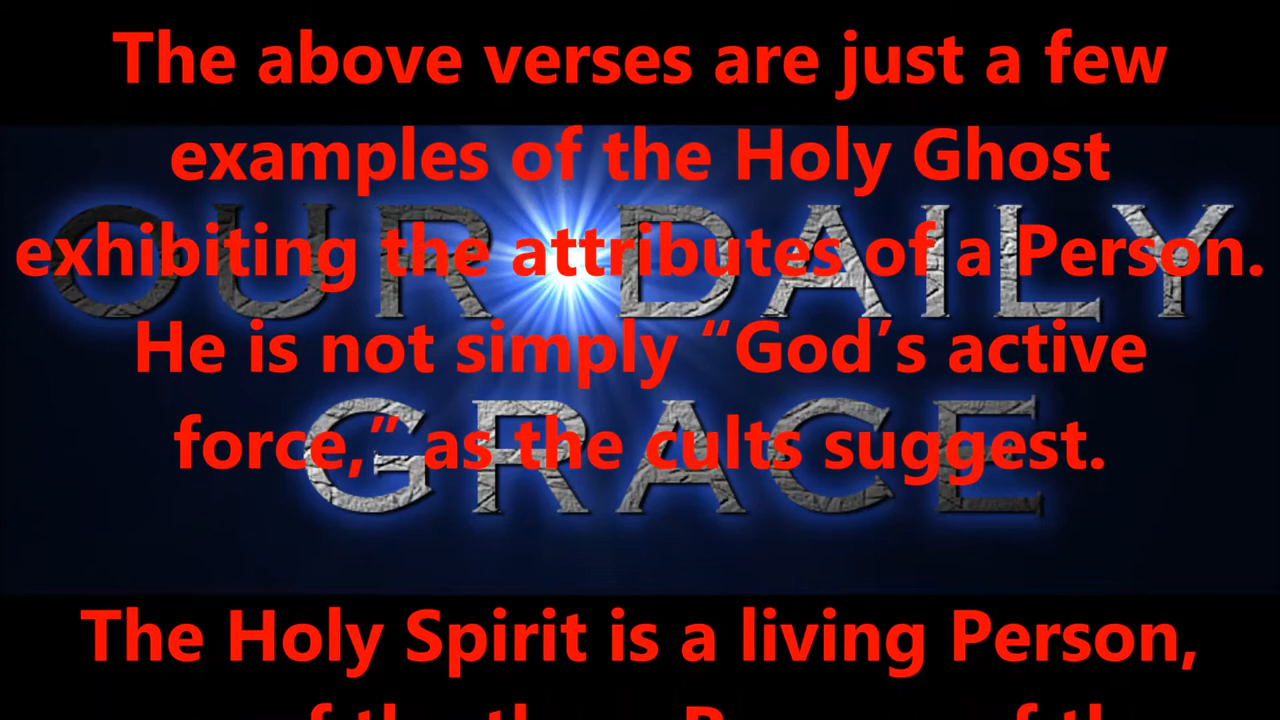 The above verses are just a few
examples of the Holy Ghost
OUR DAILY
exhibiting the attributes of a Person.
He is not simply “God’s active
GRACE
force,” as the cults suggest.
The Holy Spirit is a living Person,